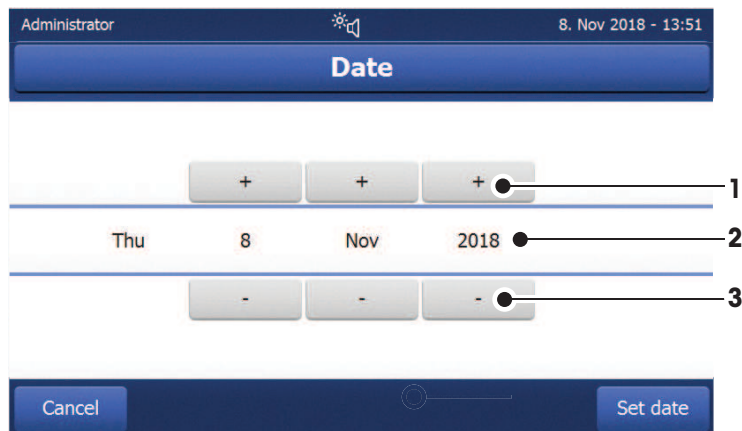 Administrator 8. Nov 2018 - 13:51
Date
+ + + 1
Thu 8 Nov 2018 2
- - - 3
Cancel Set date